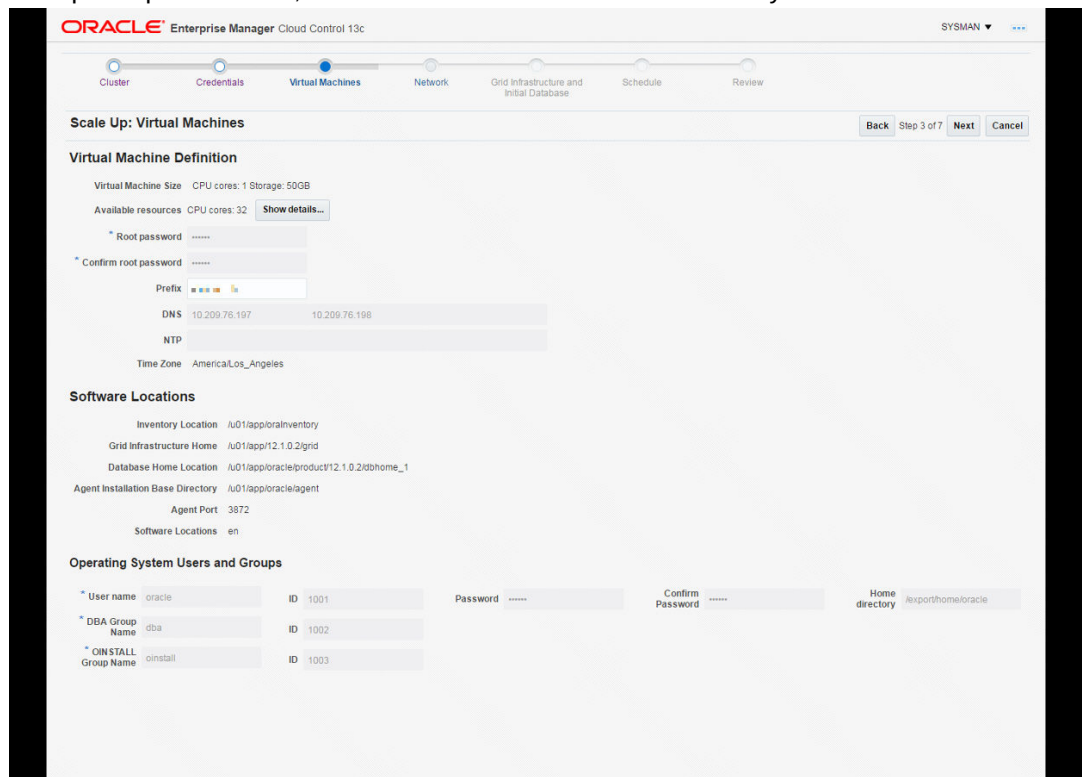 ORACLE Enterprise Manager Cloud Control 13c
SYSMAN
Cluster
Credentials
Virtual Machines
Network
Grid Infrastructure and
Initial Database
Schedule
Review
Scale Up: Virtual Machines
Back Step 3 of 7 Next Cancel
Virtual Machine Definition
Virtual Machine Size CPU cores: 1 Storage: 50GB
Available resources CPU cores: 32 Show details...
* Root password ••••••
* Confirm root password ••••••
Prefix
DNS 10.209.76.197 10.209.76.198
NTP
Time Zone America/Los_Angeles
Software Locations
Inventory Location /u01/app/oraInventory
Grid Infrastructure Home /u01/app/12.1.0.2/grid
Database Home Location /u01/app/oracle/product/12.1.0.2/dbhome_1
Agent Installation Base Directory /u01/app/oracle/agent
Agent Port 3872
Software Locations en
Operating System Users and Groups
* User name oracle ID 1001 Password •••••• Confirm Password •••••• Home directory /export/home/oracle
* DBA Group Name dba ID 1002
* OINSTALL Group Name oinstall ID 1003